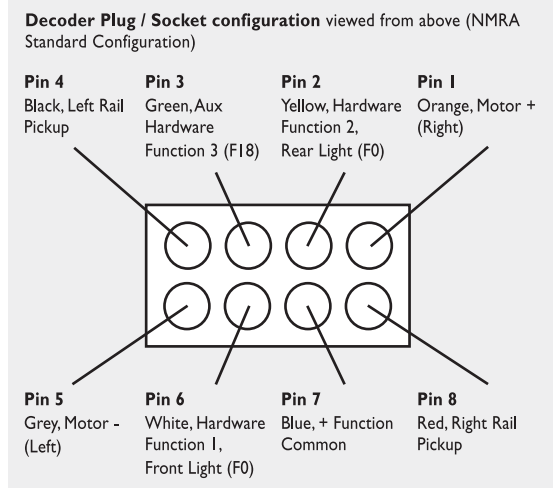 Decoder Plug / Socket configuration viewed from above (NMRA
Standard Configuration)
Pin 4
Black, Left Rail
Pickup
Pin 3
Green, Aux
Hardware
Function 3 (F18)
Pin 2
Yellow, Hardware
Function 2,
Rear Light (F0)
Pin 1
Orange, Motor +
(Right)
Pin 5
Grey, Motor -
(Left)
Pin 6
White, Hardware
Function 1,
Front Light (F0)
Pin 7
Blue, + Function
Common
Pin 8
Red, Right Rail
Pickup